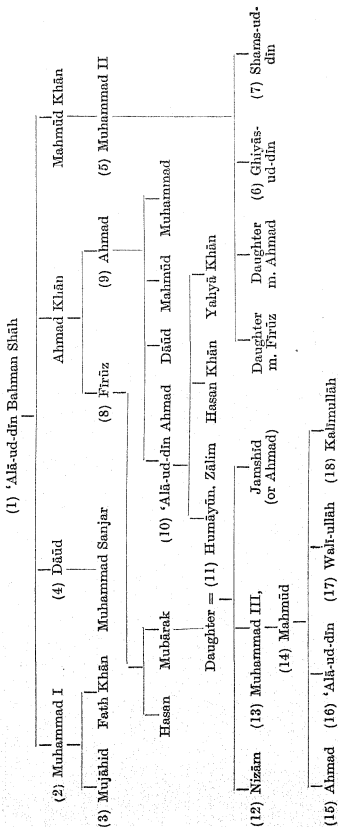 (1) 'Alā-ud-dīn Bahman Shāh
(2) Muhammad I
(4) Dāūd
Ahmad Khān
Mahmūd Khān
(3) Mujāhid
Fath Khān
Muhammad Sanjar
(8) Fīrūz
(9) Ahmad
(5) Muhammad II
Hasan
Mubārak
(10) 'Alā-ud-dīn Ahmad
Dāūd
Mahmūd
Muhammad
Daughter = (11) Humāyūn, Zālim
Hasan Khān
Yahyā Khān
Daughter
m. Fīrūz
Daughter
m. Ahmad
(6) Ghiyās-
ud-dīn
(7) Shams-ud-
dīn
(12) Nizām
(13) Muhammad III,
Jamshīd
(or Ahmad)
(14) Mahmūd
(15) Ahmad
(16) 'Alā-ud-dīn
(17) Walī-ullāh
(18) Kalīmullāh